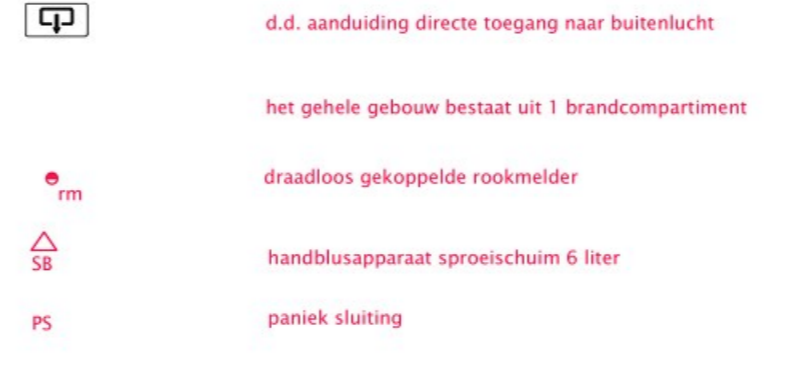 d.d. aanduiding directe toegang naar buitenlucht
het gehele gebouw bestaat uit 1 brandcompartiment
rm draadloos gekoppelde rookmelder
SB handblusapparaat sproeischuim 6 liter
PS paniek sluiting